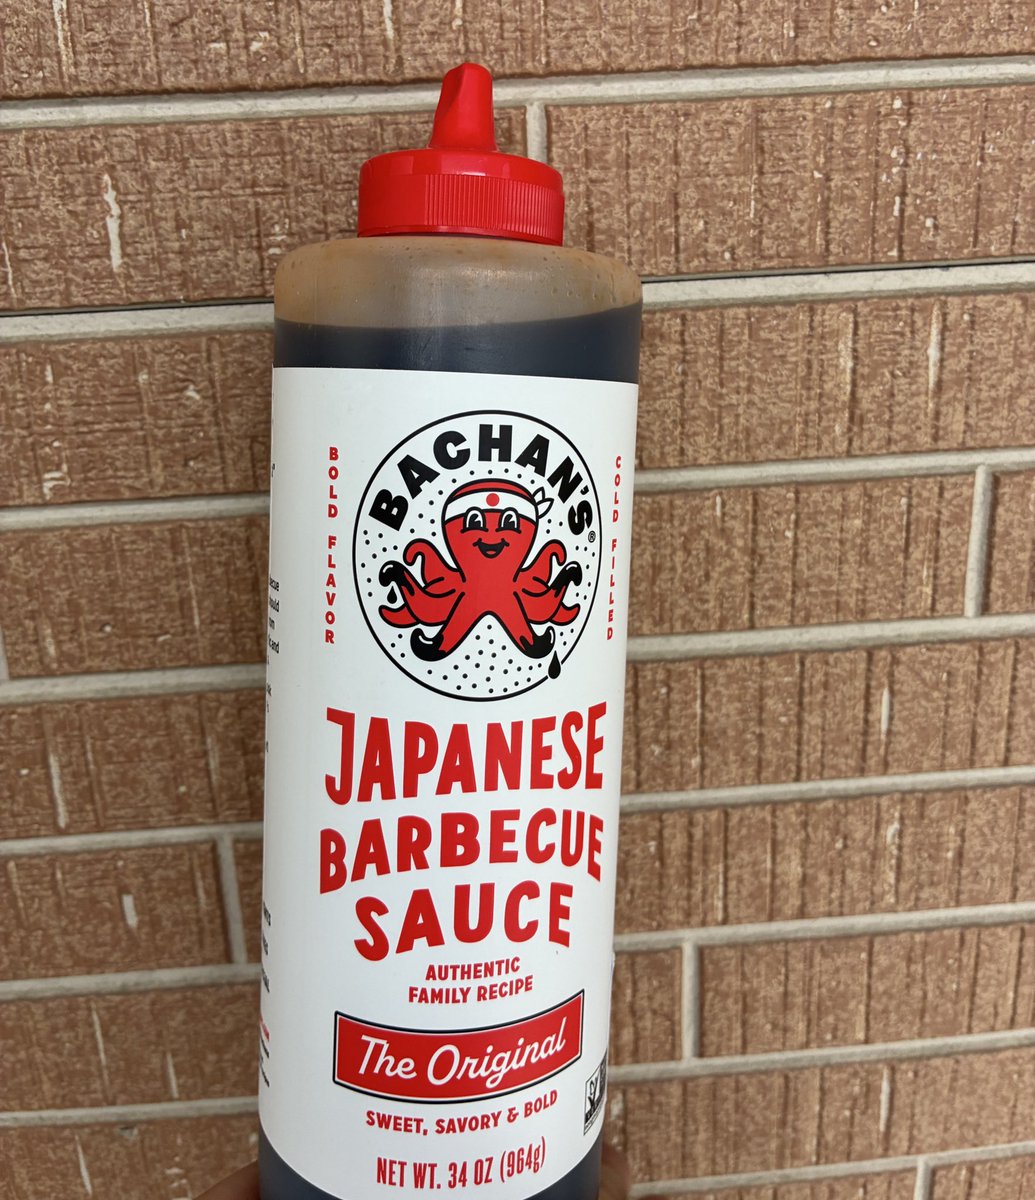 BACHAN'S®
BOLD FLAVOR
COLD FILLED
JAPANESE
BARBECUE
SAUCE
AUTHENTIC
FAMILY RECIPE
The Original
SWEET, SAVORY & BOLD
NET WT. 34 OZ (964g)